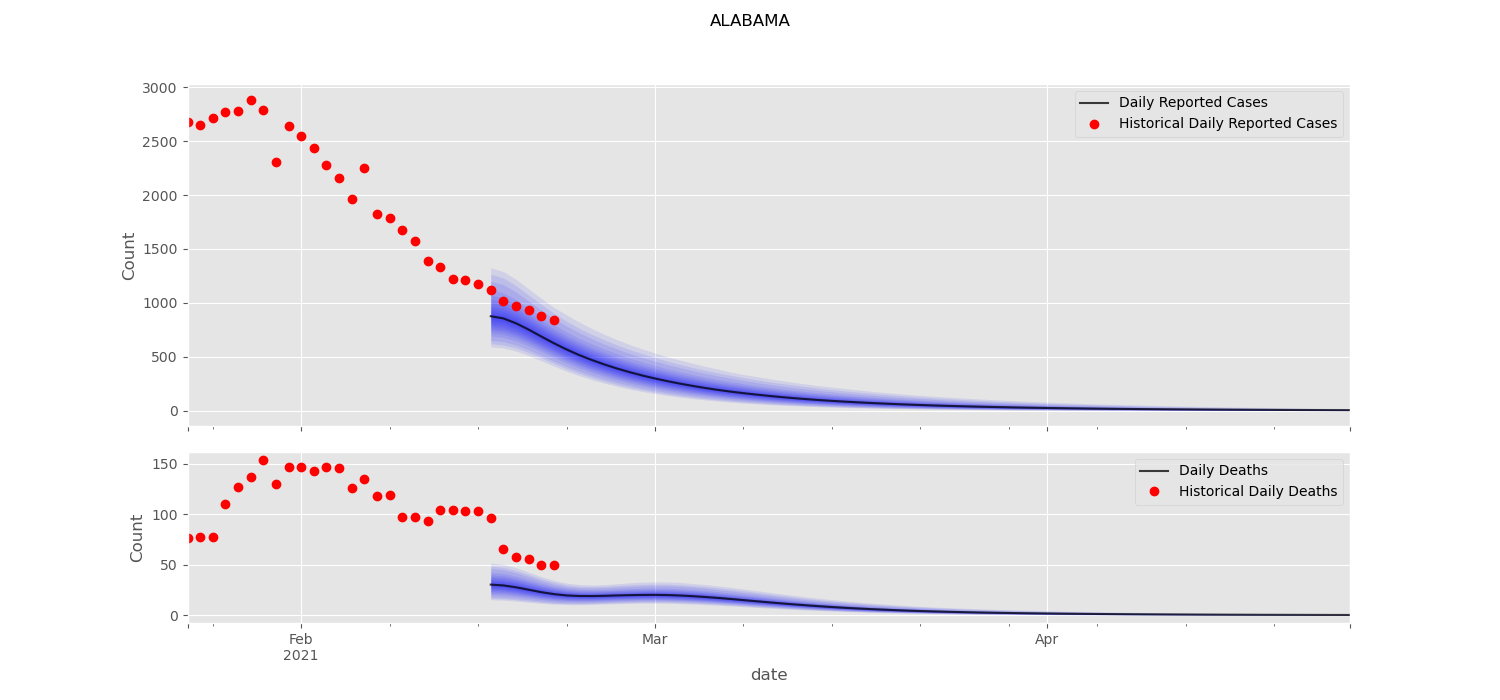 ALABAMA
3000
2500
2000
1500
1000
500
0
Count
Daily Reported Cases
Historical Daily Reported Cases
150
100
50
0
Count
Daily Deaths
Historical Daily Deaths
Feb
2021
Mar
Apr
date